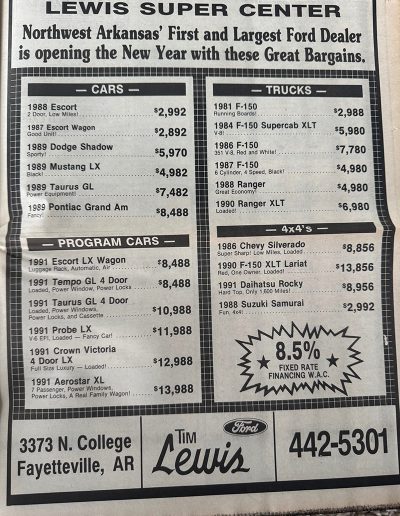 LEWIS SUPER CENTER
Northwest Arkansas' First and Largest Ford Dealer
is opening the New Year with these Great Bargains.
— CARS —
1988 Escort $2,992
2 Door, Low Miles!
1987 Escort Wagon $2,892
Good Unit!
1989 Dodge Shadow $5,970
Sporty!
1989 Mustang LX $4,982
Black!
1989 Taurus GL $7,482
Power Equipment!
1989 Pontiac Grand Am $8,488
Fancy!
— PROGRAM CARS —
1991 Escort LX Wagon $8,488
Luggage Rack, Automatic, Air
1991 Tempo GL 4 Door $8,488
Loaded, Power Window, Power Locks
1991 Taurus GL 4 Door $10,988
Loaded, Power Windows,
Power Locks, and Cassette
1991 Probe LX $11,988
V-6 EPI, Loaded — Fancy Car!
1991 Crown Victoria
4 Door LX $12,988
Full Size Luxury — Loaded!
1991 Aerostar XL $13,988
7 Passenger, Power Windows,
Power Locks, A Real Family Wagon!
— TRUCKS —
1981 F-150 $2,988
Running Boards!
1984 F-150 Supercab XLT $5,980
V-8!
1986 F-150 $7,780
351 V-8, Red and White!
1987 F-150 $4,980
6 Cylinder, 4 Speed, Black!
1988 Ranger $4,980
Great Economy!
1990 Ranger XLT $6,980
Loaded!
— 4x4's —
1986 Chevy Silverado $8,856
Super Sharp! Low Miles, Loaded
1990 F-150 XLT Lariat $13,856
Red, One Owner, Loaded!
1991 Daihatsu Rocky $8,956
Hard Top, Only 1,600 Miles!
1988 Suzuki Samurai $2,992
Fun, 4x4!
8.5%
FIXED RATE
FINANCING W.A.C.
3373 N. College
Fayetteville, AR
TIM
Lewis
Ford
442-5301